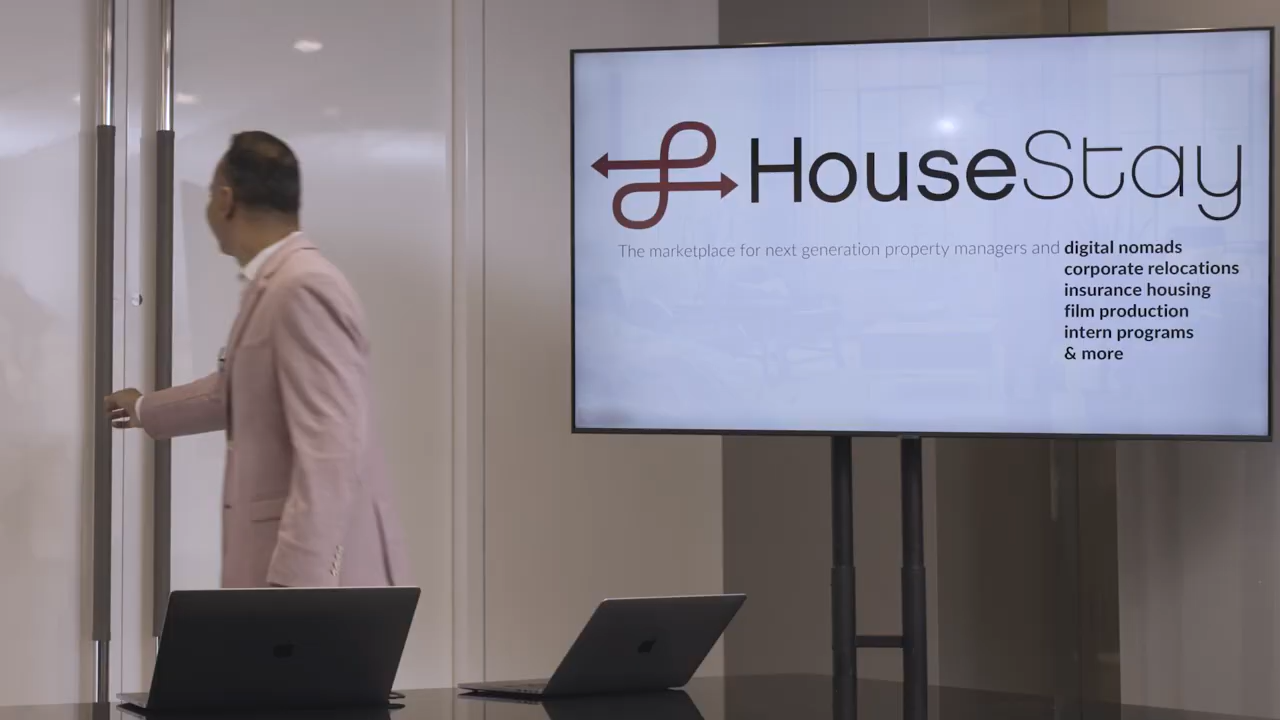 HouseStay
The marketplace for next generation property managers and digital nomads
corporate relocations
insurance housing
film production
intern programs
& more